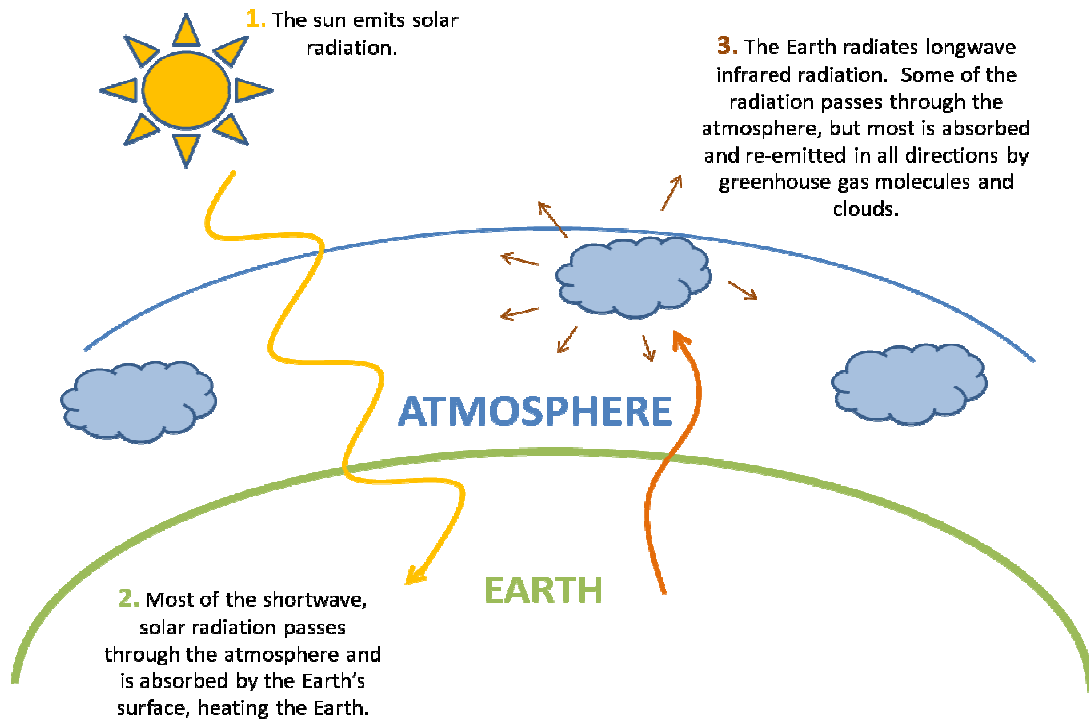 1. The sun emits solar
radiation.
3. The Earth radiates longwave
infrared radiation.  Some of the
radiation passes through the
atmosphere, but most is absorbed
and re-emitted in all directions by
greenhouse gas molecules and
clouds.
ATMOSPHERE
EARTH
2. Most of the shortwave,
solar radiation passes
through the atmosphere and
is absorbed by the Earth's
surface, heating the Earth.